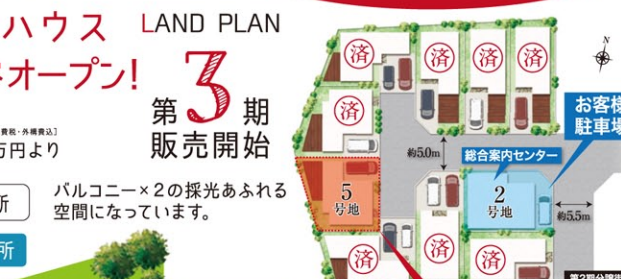 ハウス
オープン!
費税・外構費込]
万円より
所
所
LAND PLAN
第3期
販売開始
バルコニー×2の採光あふれる
空間になっています。
済
済
済
済
済
約5.0m
総合案内センター
お客様
駐車場
5
号地
2
号地
約5.5m
済
済
済